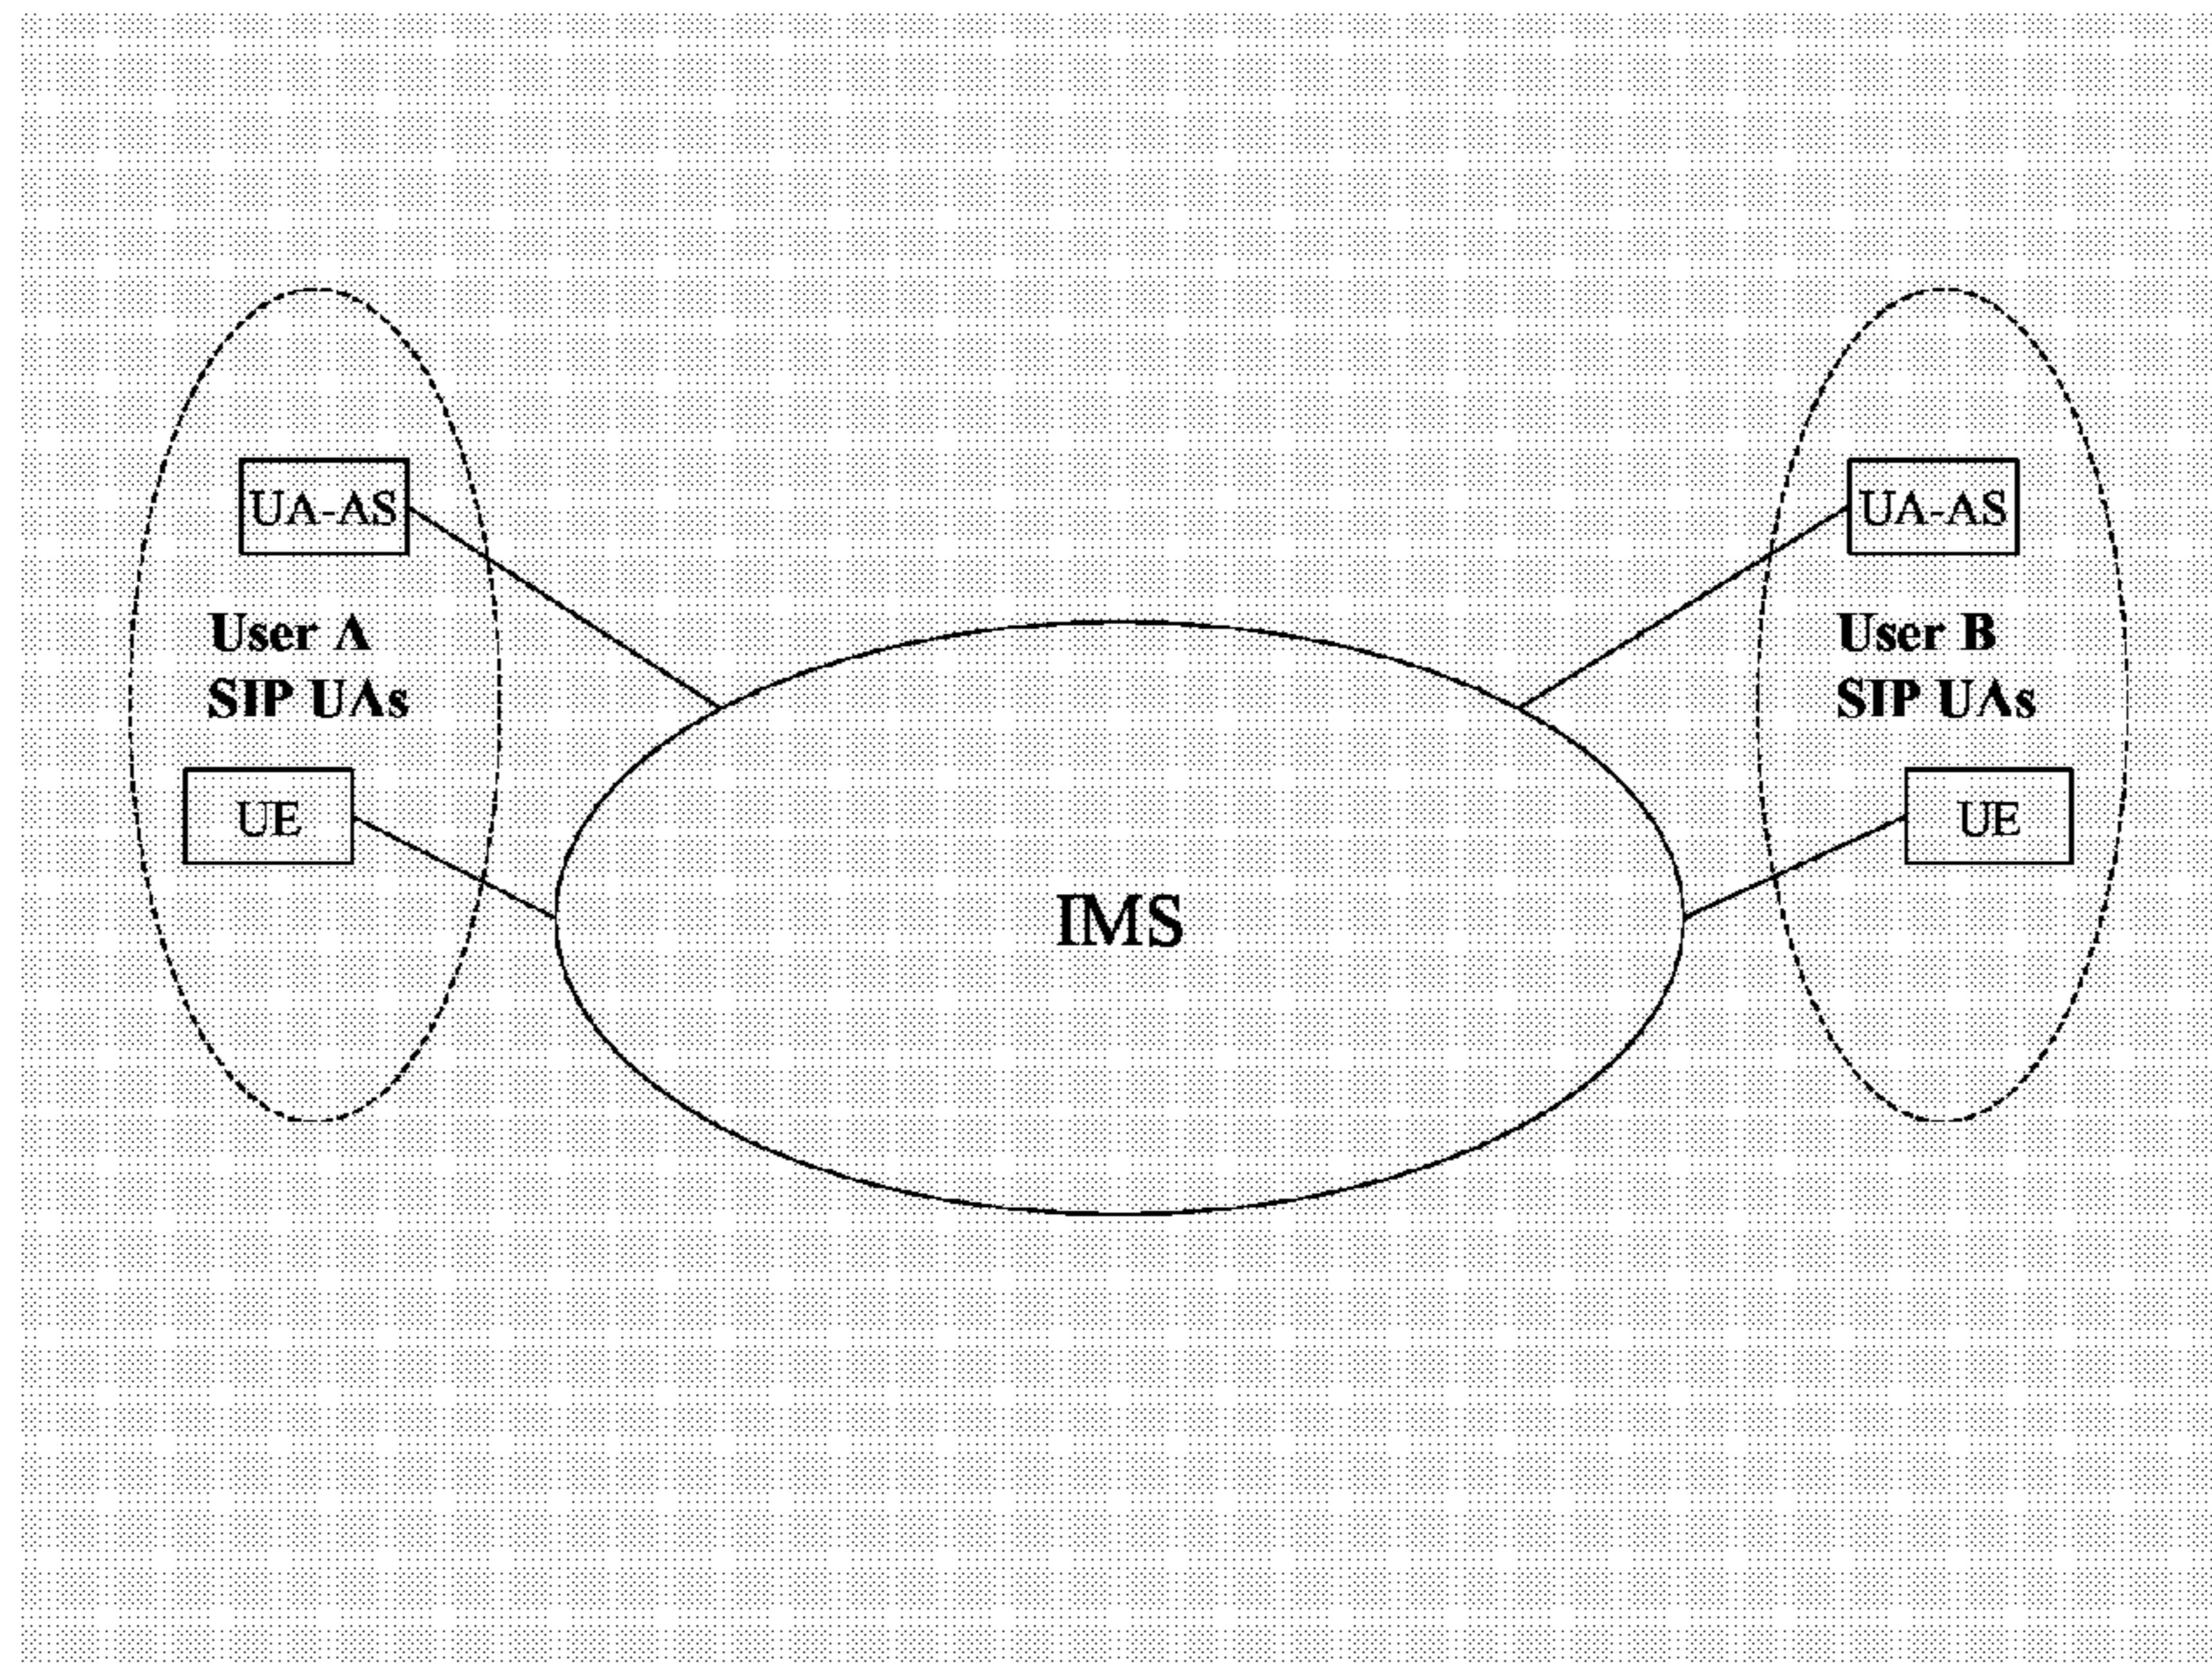 UA-AS
User A
SIP UAs
UE
IMS
UA-AS
User B
SIP UAs
UE